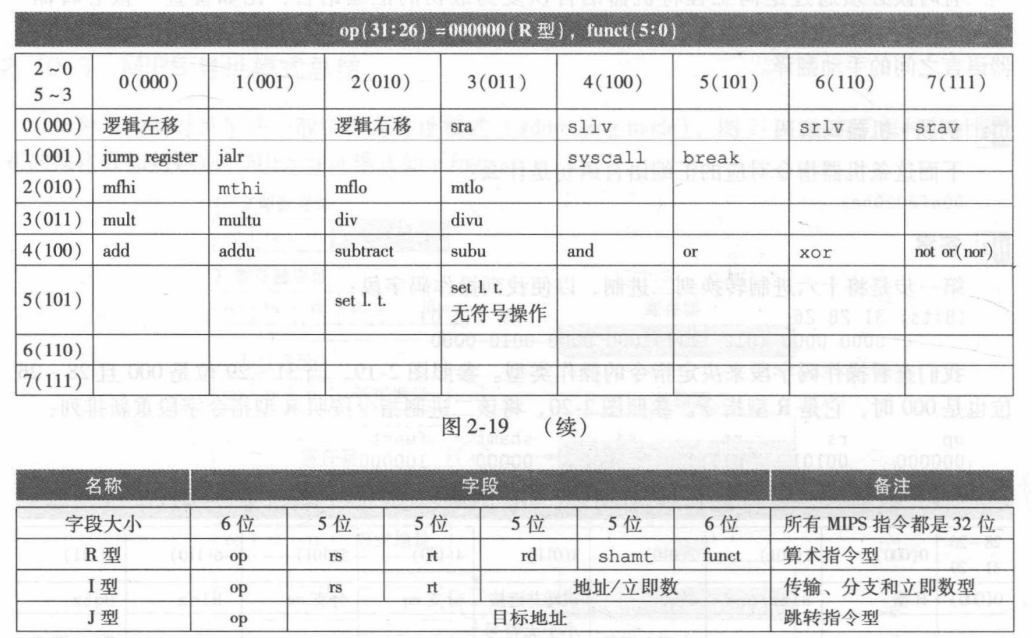 op(31:26)=000000(R 型), funct(5:0)
2～0
5～3
0(000) 1(001) 2(010) 3(011) 4(100) 5(101) 6(110) 7(111)
0(000) 逻辑左移 逻辑右移 sra sllv srlv srav
1(001) jump register jalr syscall break
2(010) mfhi mthi mflo mtlo
3(011) mult multu div divu
4(100) add addu subtract subu and or xor not or(nor)
5(101) set l. t. set l. t.
无符号操作
6(110)
7(111)
图 2-19 （续）
名称 字段 备注
字段大小 6 位 5 位 5 位 5 位 5 位 6 位 所有 MIPS 指令都是 32 位
R 型 op rs rt rd shamt funct 算术指令型
I 型 op rs rt 地址/立即数 传输、分支和立即数型
J 型 op 目标地址 跳转指令型